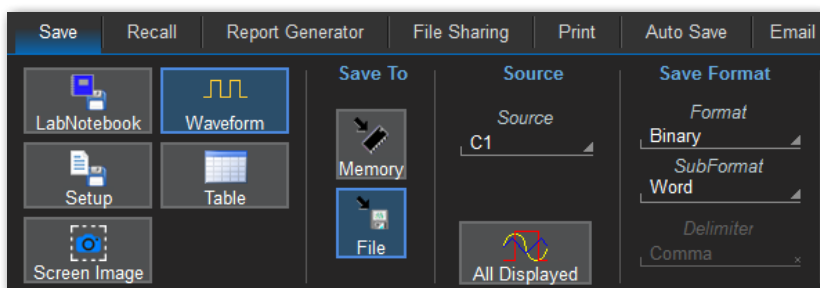 Save Recall Report Generator File Sharing Print Auto Save Email
LabNotebook
Waveform
Setup
Table
Screen Image
Save To
Memory
File
Source
Source
C1
All Displayed
Save Format
Format
Binary
SubFormat
Word
Delimiter
Comma